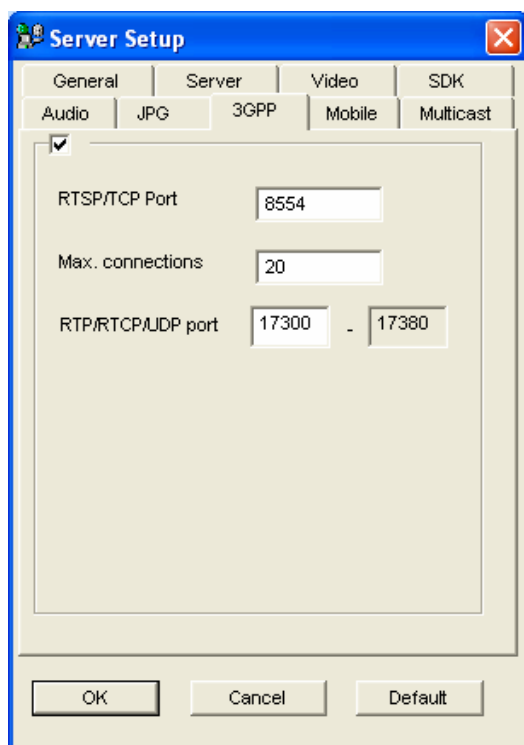 Server Setup
General Server Video SDK
Audio JPG 3GPP Mobile Multicast
RTSP/TCP Port 8554
Max. connections 20
RTP/RTCP/UDP port 17300 - 17380
OK Cancel Default